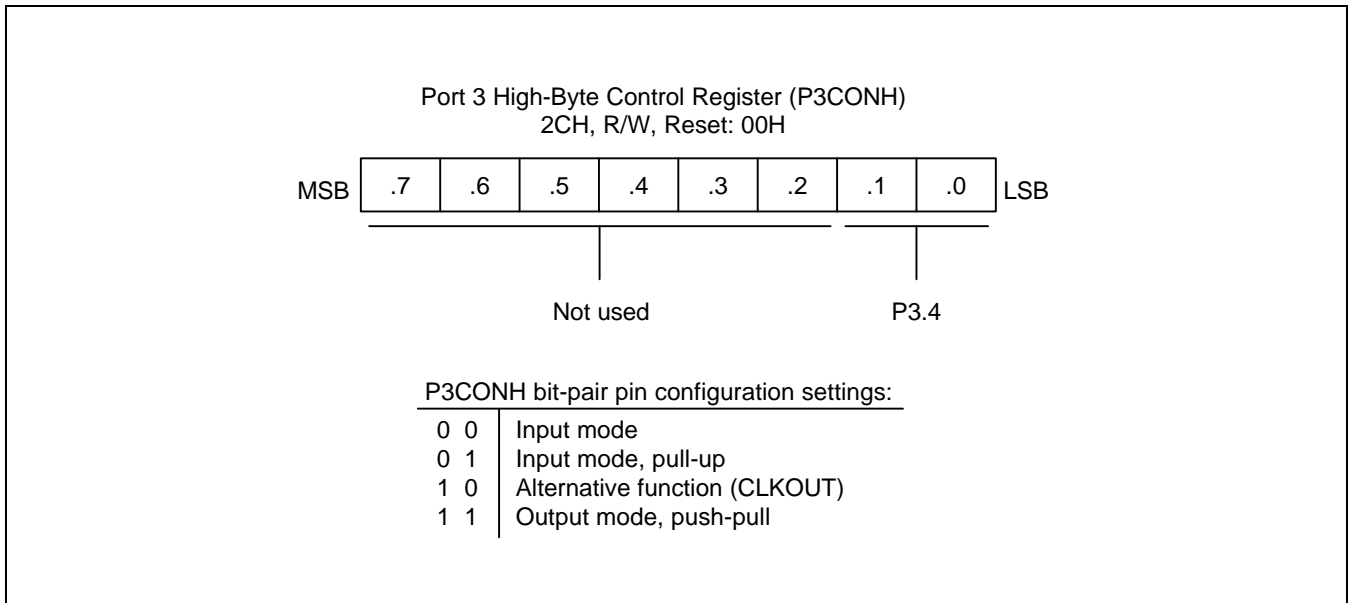 Port 3 High-Byte Control Register (P3CONH)
2CH, R/W, Reset: 00H
MSB .7 .6 .5 .4 .3 .2 .1 .0 LSB
Not used P3.4
P3CONH bit-pair pin configuration settings:
0 0 Input mode
0 1 Input mode, pull-up
1 0 Alternative function (CLKOUT)
1 1 Output mode, push-pull